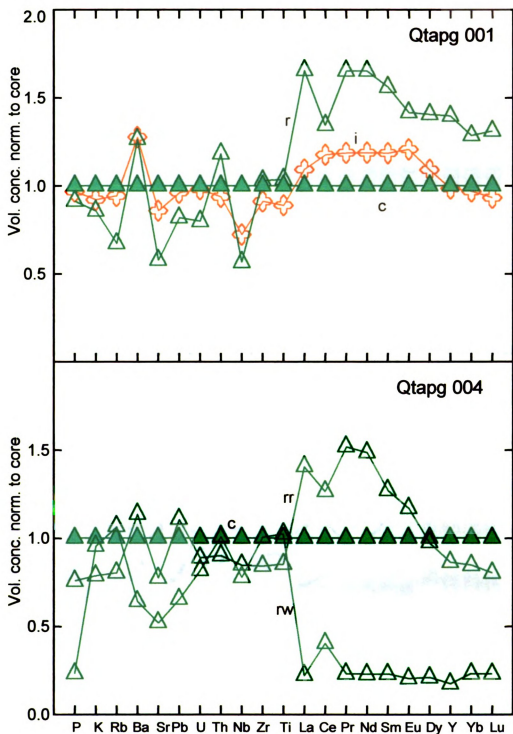 2.0
Qtapg 001
Vol. conc. norm. to core
1.5
r
i
1.0
c
0.5
Qtapg 004
Vol. conc. norm. to core
1.5
rr
c
1.0
rw
0.5
0.0
P K Rb Ba Sr Pb U Th Nb Zr Ti La Ce Pr Nd Sm Eu Dy Y Yb Lu